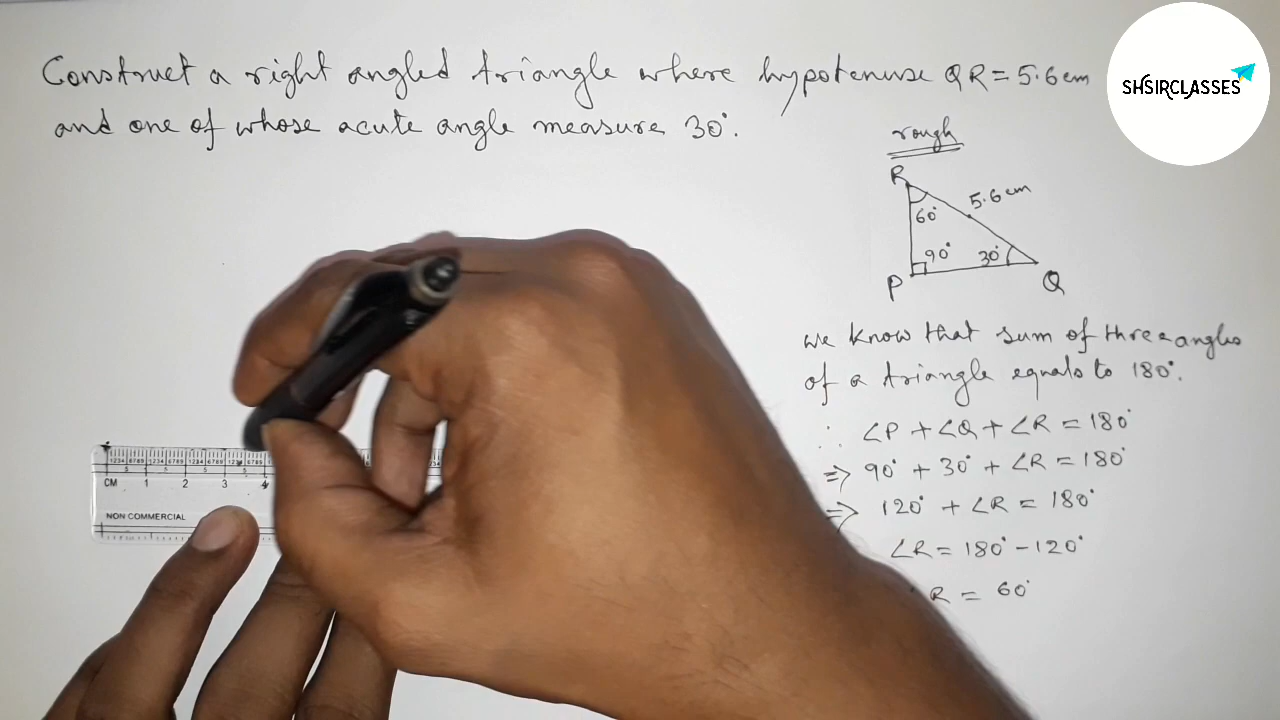 Construct a right angled triangle where hypotenuse QR = 5.6 cm
and one of whose acute angle measure 30°.
SHSIRCLASSES
rough
R
5.6 cm
60°
90°
30°
P
Q
we know that sum of three angles
of a triangle equals to 180°.
∴ ∠P + ∠Q + ∠R = 180°
⇒ 90° + 30° + ∠R = 180°
⇒ 120° + ∠R = 180°
∠R = 180° - 120°
R = 60°
CM 1 2 3 4
NON COMMERCIAL